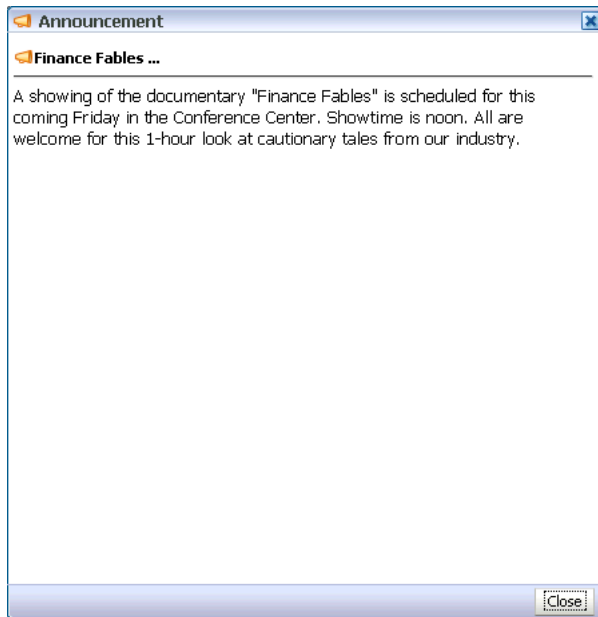 Announcement
Finance Fables ...
A showing of the documentary "Finance Fables" is scheduled for this
coming Friday in the Conference Center. Showtime is noon. All are
welcome for this 1-hour look at cautionary tales from our industry.
Close